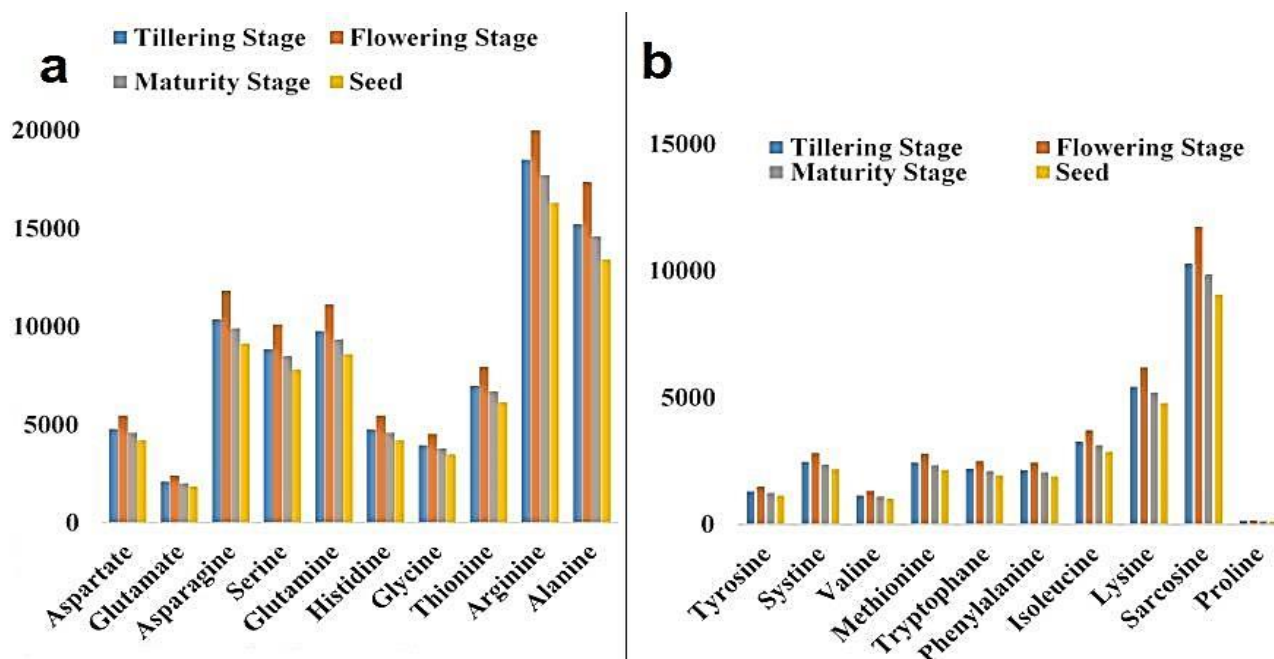 a
Tillering Stage Flowering Stage
Maturity Stage Seed
20000
15000
10000
5000
0
Aspartate
Glutamate
Asparagine
Serine
Glutamine
Histidine
Glycine
Thionine
Arginine
Alanine
b
15000
Tillering Stage Flowering Stage
Maturity Stage Seed
10000
5000
0
Tyrosine
Systine
Valine
Methionine
Tryptophane
Phenylalanine
Isoleucine
Lysine
Sarcosine
Proline